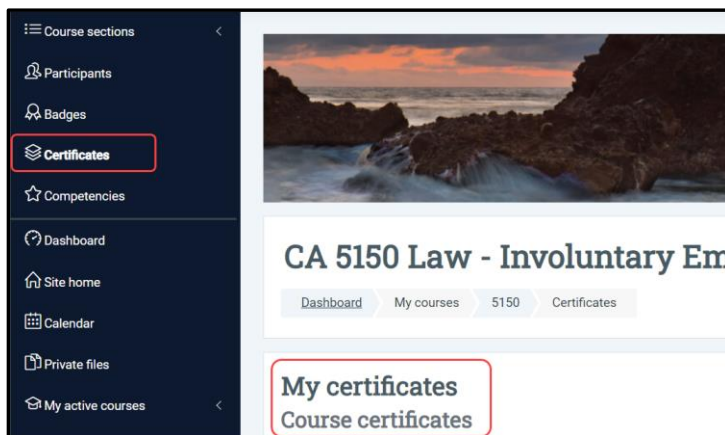 Course sections
Participants
Badges
Certificates
Competencies
Dashboard
Site home
Calendar
Private files
My active courses
CA 5150 Law - Involuntary Em
Dashboard My courses 5150 Certificates
My certificates
Course certificates